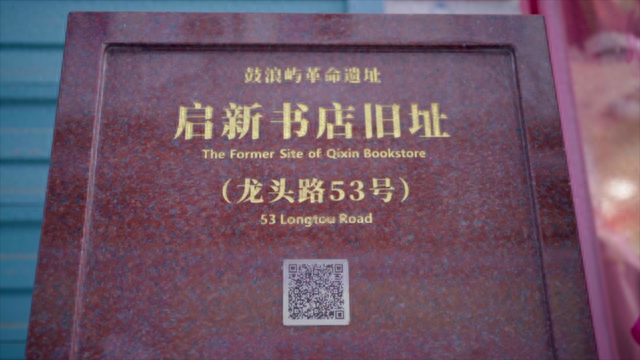 鼓浪屿革命遗址
启新书店旧址
The Former Site of Qixin Bookstore
（龙头路53号）
53 Longtou Road